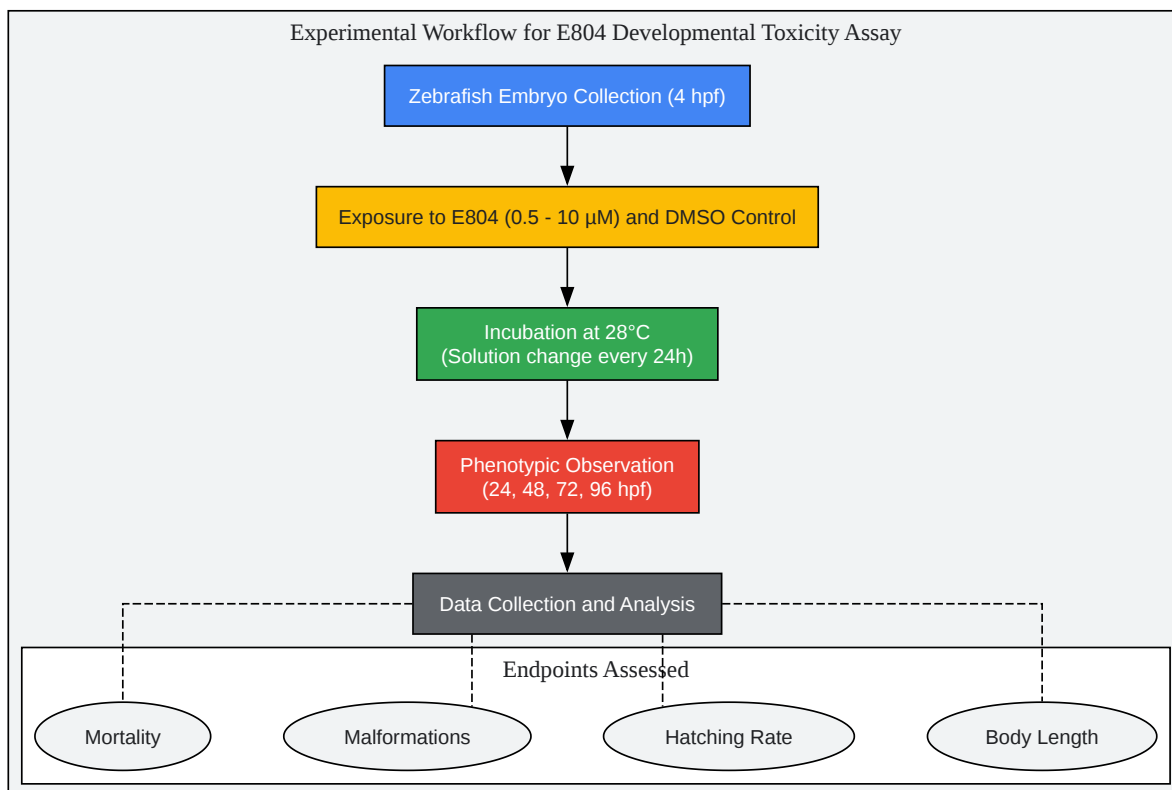 Experimental Workflow for E804 Developmental Toxicity Assay
Zebrafish Embryo Collection (4 hpf)
Exposure to E804 (0.5 - 10 µM) and DMSO Control
Incubation at 28°C
(Solution change every 24h)
Phenotypic Observation
(24, 48, 72, 96 hpf)
Data Collection and Analysis
Endpoints Assessed
Mortality
Malformations
Hatching Rate
Body Length